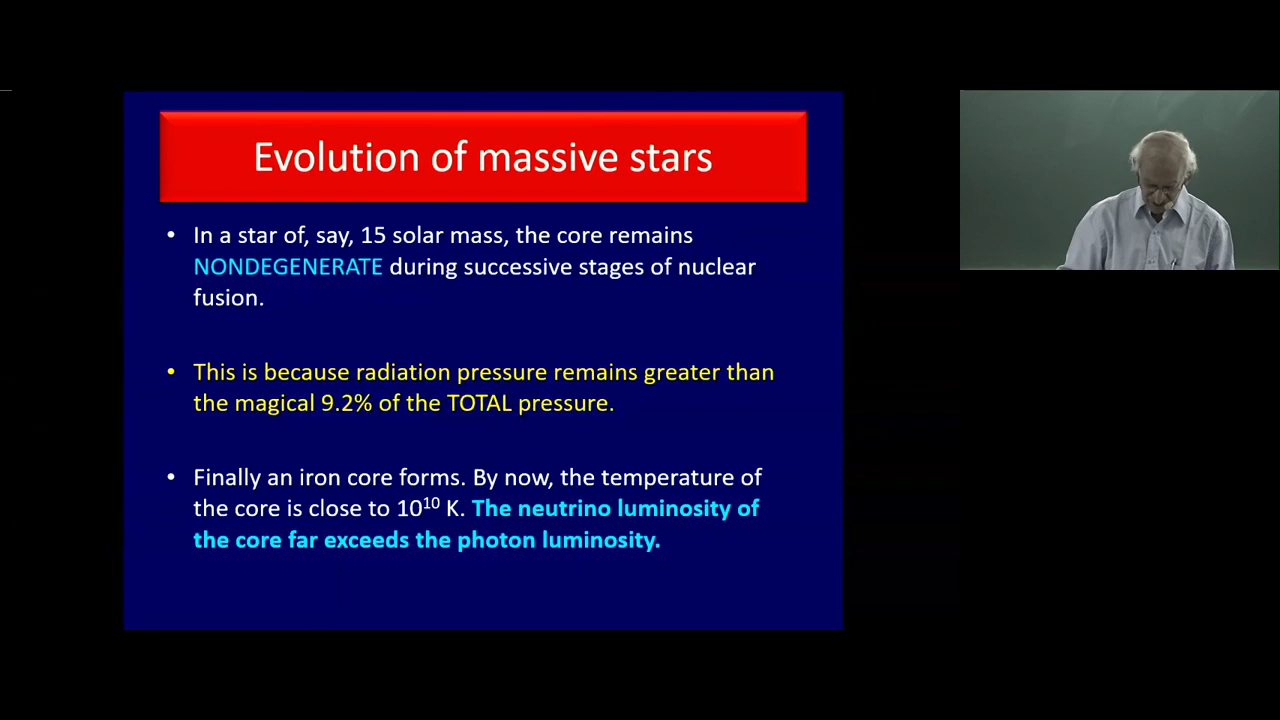 Evolution of massive stars
• In a star of, say, 15 solar mass, the core remains
NONDEGENERATE during successive stages of nuclear
fusion.
• This is because radiation pressure remains greater than
the magical 9.2% of the TOTAL pressure.
• Finally an iron core forms. By now, the temperature of
the core is close to 10¹⁰ K. The neutrino luminosity of
the core far exceeds the photon luminosity.